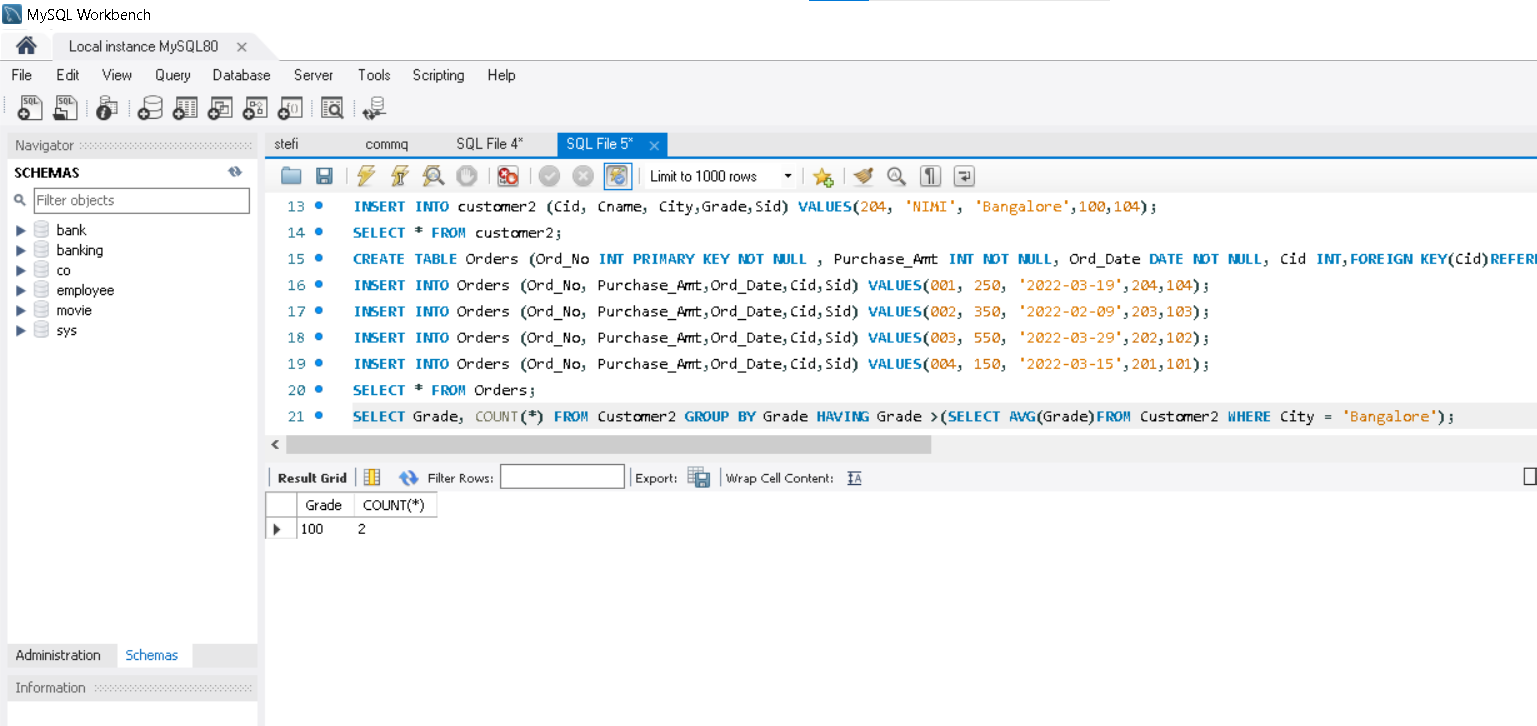 MySQL Workbench
Local instance MySQL80
File Edit View Query Database Server Tools Scripting Help
Navigator
SCHEMAS
Filter objects
bank
banking
co
employee
movie
sys
Administration Schemas
Information
stefi commq SQL File 4* SQL File 5*
Limit to 1000 rows
13 INSERT INTO customer2 (Cid, Cname, City,Grade,Sid) VALUES(204, 'NIMI', 'Bangalore',100,104);
14 SELECT * FROM customer2;
15 CREATE TABLE Orders (Ord_No INT PRIMARY KEY NOT NULL , Purchase_Amt INT NOT NULL, Ord_Date DATE NOT NULL, Cid INT,FOREIGN KEY(Cid)REFERE
16 INSERT INTO Orders (Ord_No, Purchase_Amt,Ord_Date,Cid,Sid) VALUES(001, 250, '2022-03-19',204,104);
17 INSERT INTO Orders (Ord_No, Purchase_Amt,Ord_Date,Cid,Sid) VALUES(002, 350, '2022-02-09',203,103);
18 INSERT INTO Orders (Ord_No, Purchase_Amt,Ord_Date,Cid,Sid) VALUES(003, 550, '2022-03-29',202,102);
19 INSERT INTO Orders (Ord_No, Purchase_Amt,Ord_Date,Cid,Sid) VALUES(004, 150, '2022-03-15',201,101);
20 SELECT * FROM Orders;
21 SELECT Grade, COUNT(*) FROM Customer2 GROUP BY Grade HAVING Grade >(SELECT AVG(Grade)FROM Customer2 WHERE City = 'Bangalore');
Result Grid Filter Rows: Export: Wrap Cell Content:
Grade COUNT(*)
100 2